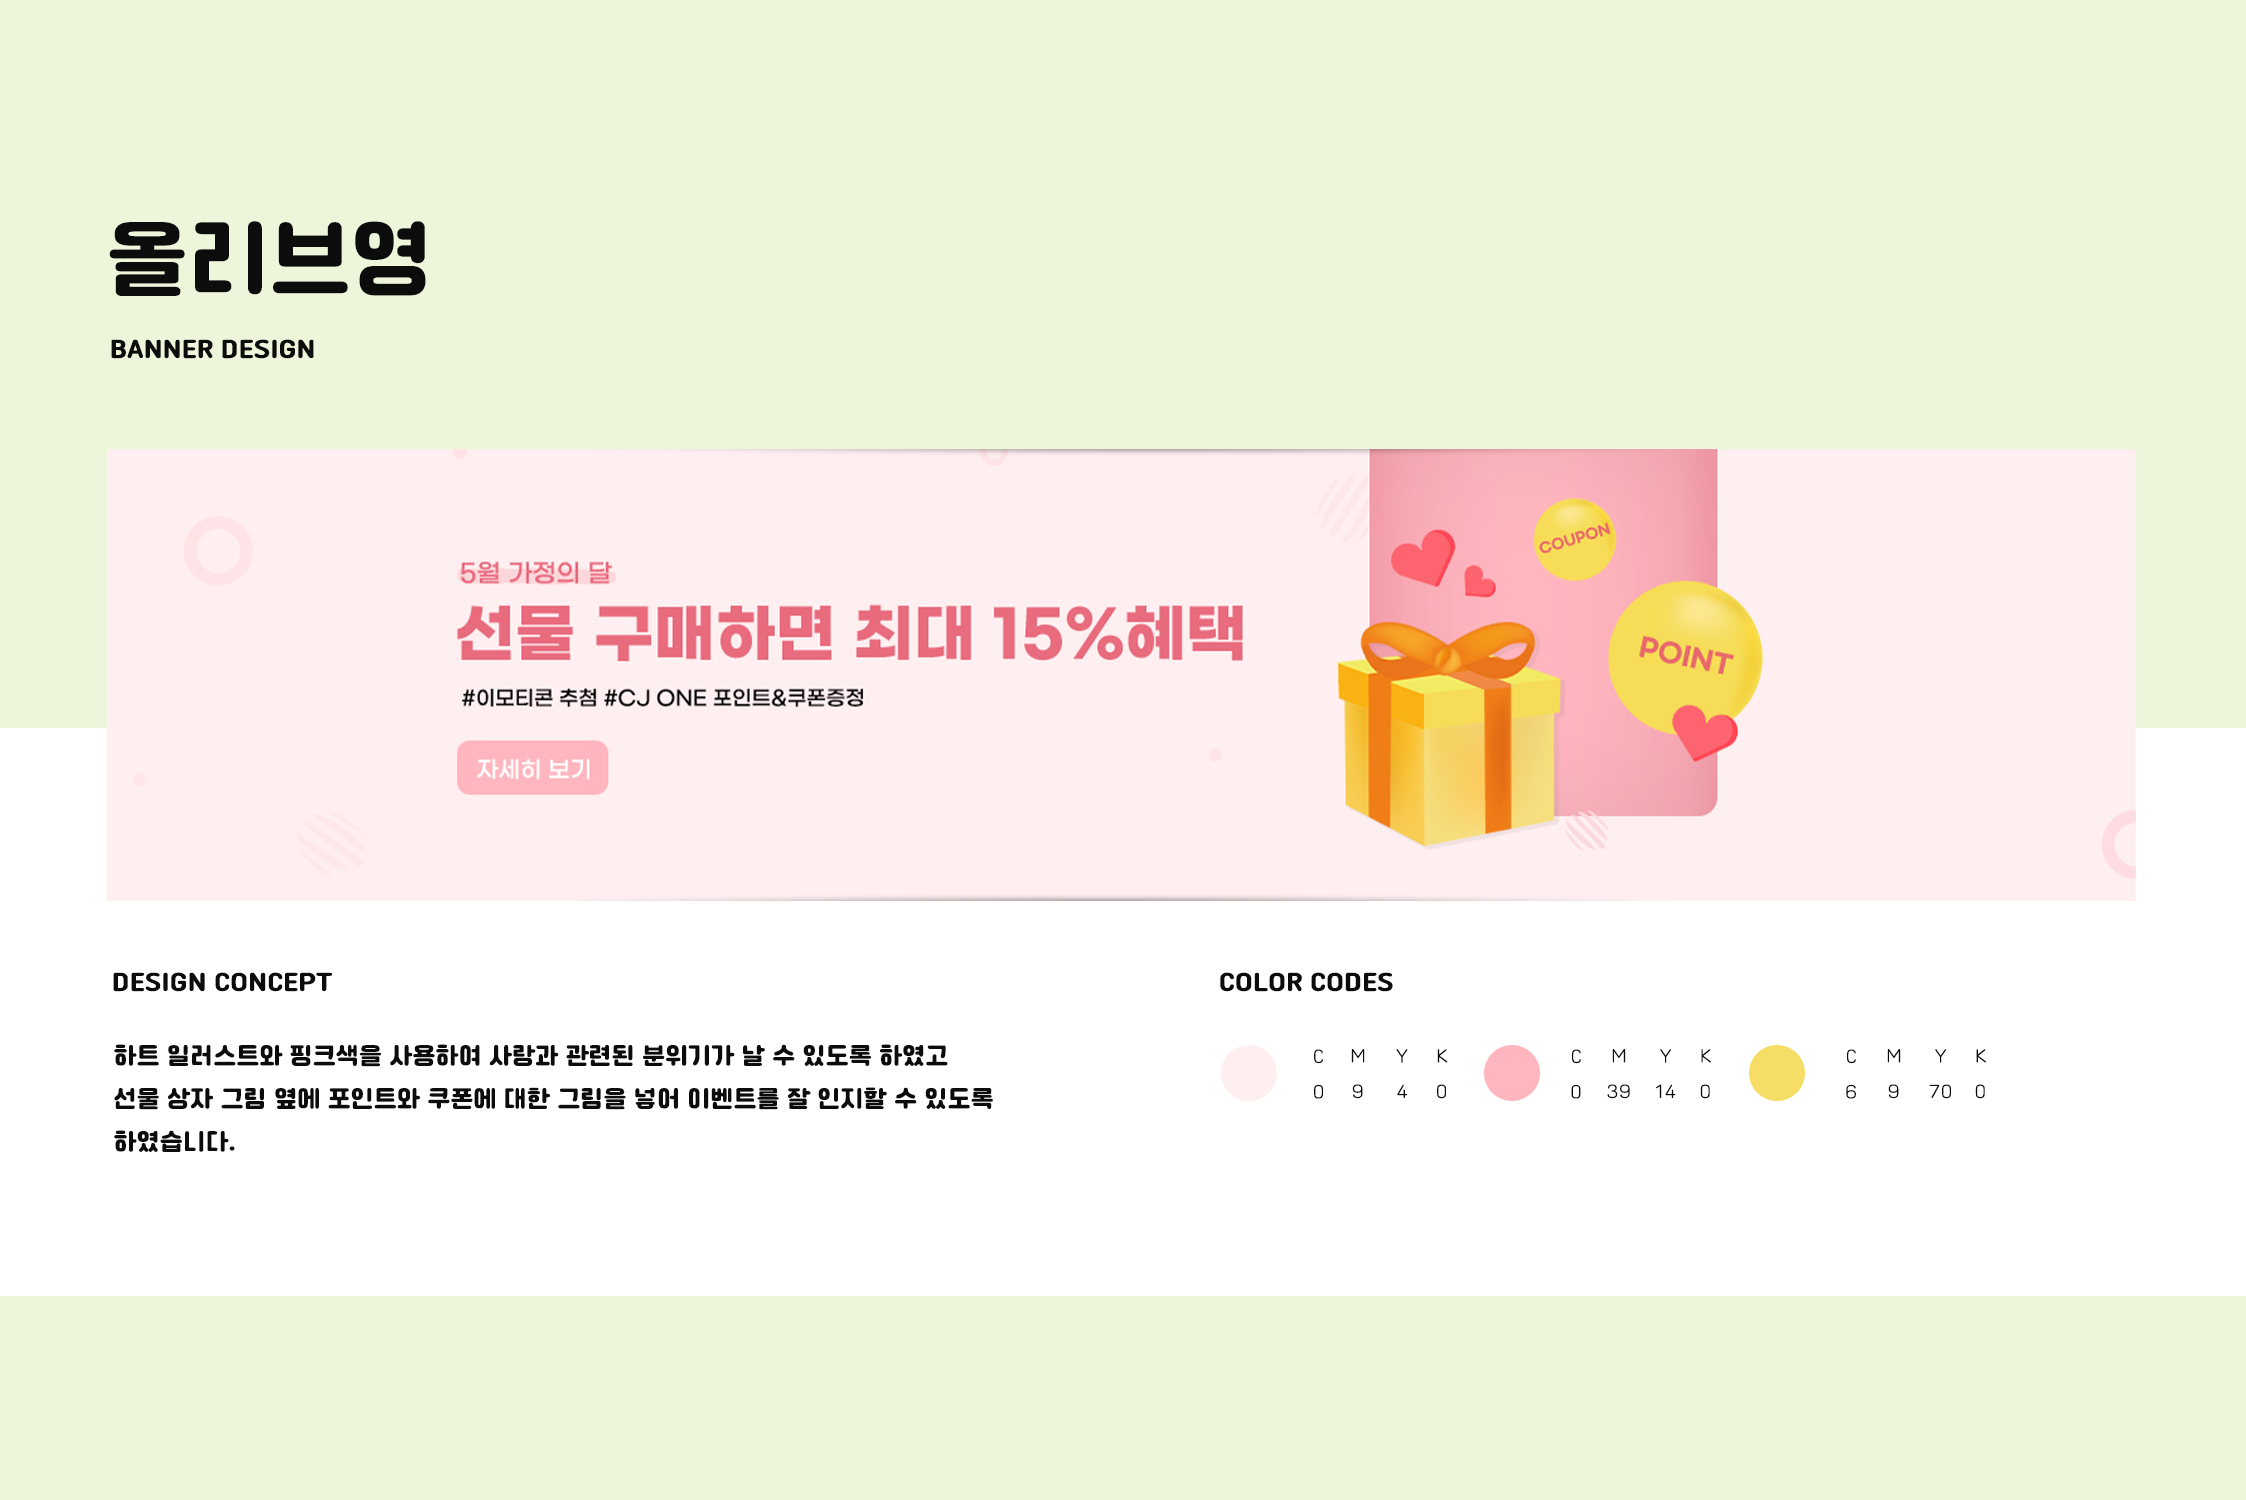 올리브영
BANNER DESIGN
5월 가정의 달
선물 구매하면 최대 15%혜택
#이모티콘 추첨 #CJ ONE 포인트&쿠폰증정
자세히 보기
COUPON
POINT
DESIGN CONCEPT
하트 일러스트와 핑크색을 사용하여 사랑과 관련된 분위기가 날 수 있도록 하였고
선물 상자 그림 옆에 포인트와 쿠폰에 대한 그림을 넣어 이벤트를 잘 인지할 수 있도록
하였습니다.
COLOR CODES
C M Y K C M Y K C M Y K
0 9 4 0 0 39 14 0 6 9 70 0